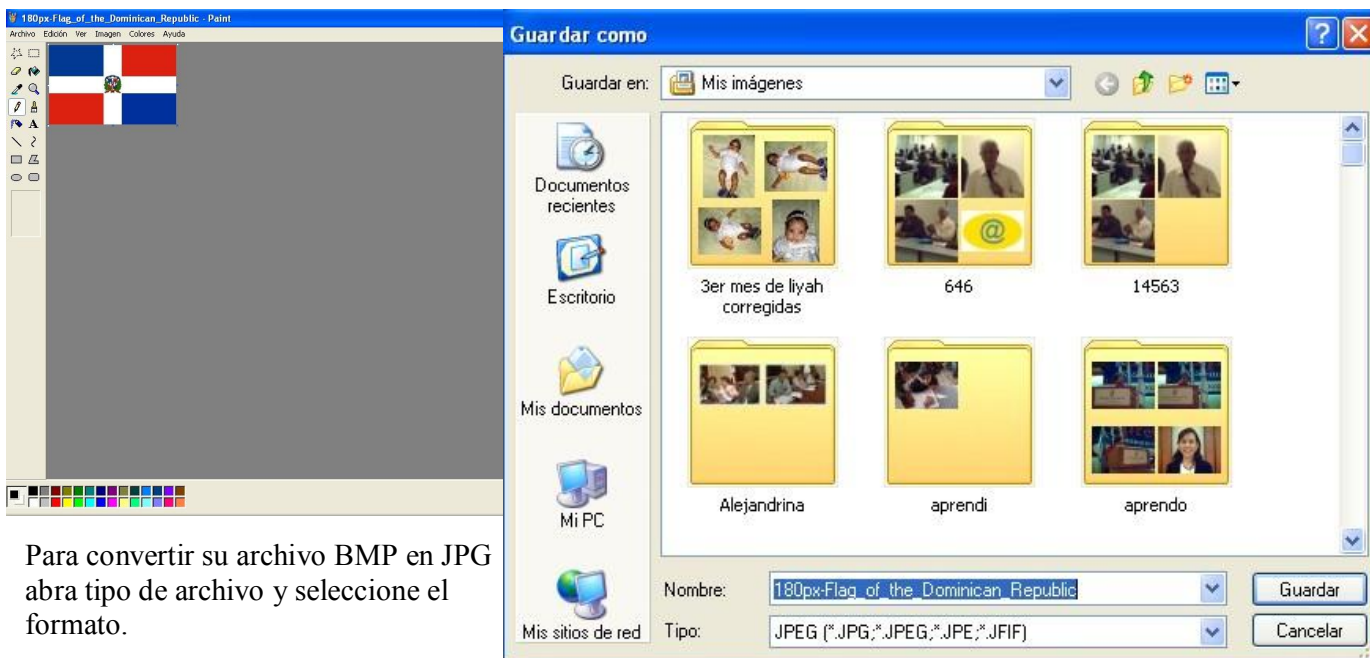 180px-Flag_of_the_Dominican_Republic - Paint
Archivo Edición Ver Imagen Colores Ayuda
A
Para convertir su archivo BMP en JPG
abra tipo de archivo y seleccione el
formato.
Guardar como
Guardar en: Mis imágenes
Documentos
recientes
Escritorio
Mis documentos
Mi PC
Mis sitios de red
3er mes de liyah
corregidas
646
@
14563
Alejandrina
aprendi
aprendo
Nombre: 180px-Flag_of_the_Dominican_Republic Guardar
Tipo: JPEG (*.JPG;*.JPEG;*.JPE;*.JFIF) Cancelar